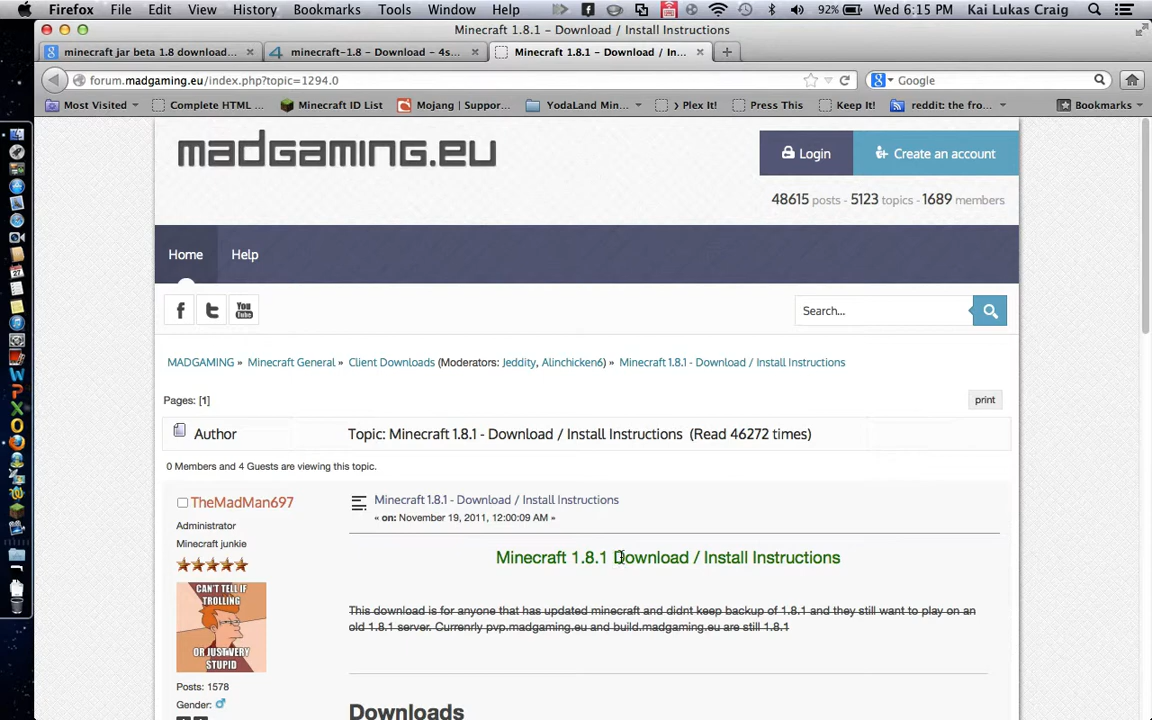 Firefox File Edit View History Bookmarks Tools Window Help 92% Wed 6:15 PM Kai Lukas Craig
Minecraft 1.8.1 - Download / Install Instructions
minecraft jar beta 1.8 download... minecraft-1.8 - Download - 4s... Minecraft 1.8.1 - Download / In...
forum.madgaming.eu/index.php?topic=1294.0 Google
Most Visited Complete HTML ... Minecraft ID List Mojang | Suppor... YodaLand Min... Plex It! Press This Keep It! reddit: the fro... Bookmarks
madgaming.eu
Login Create an account
48615 posts - 5123 topics - 1689 members
Home Help
Search...
MADGAMING » Minecraft General » Client Downloads (Moderators: Jeddity, Alinchicken6) » Minecraft 1.8.1 - Download / Install Instructions
Pages: [1] print
Author Topic: Minecraft 1.8.1 - Download / Install Instructions (Read 46272 times)
0 Members and 4 Guests are viewing this topic.
TheMadMan697
Administrator
Minecraft junkie
CAN'T TELL IF
TROLLING
OR JUST VERY
STUPID
Posts: 1578
Gender:
Minecraft 1.8.1 - Download / Install Instructions
« on: November 19, 2011, 12:00:09 AM »
Minecraft 1.8.1 Download / Install Instructions
This download is for anyone that has updated minecraft and didnt keep backup of 1.8.1 and they still want to play on an
old 1.8.1 server. Currenrly pvp.madgaming.eu and build.madgaming.eu are still 1.8.1
Downloads